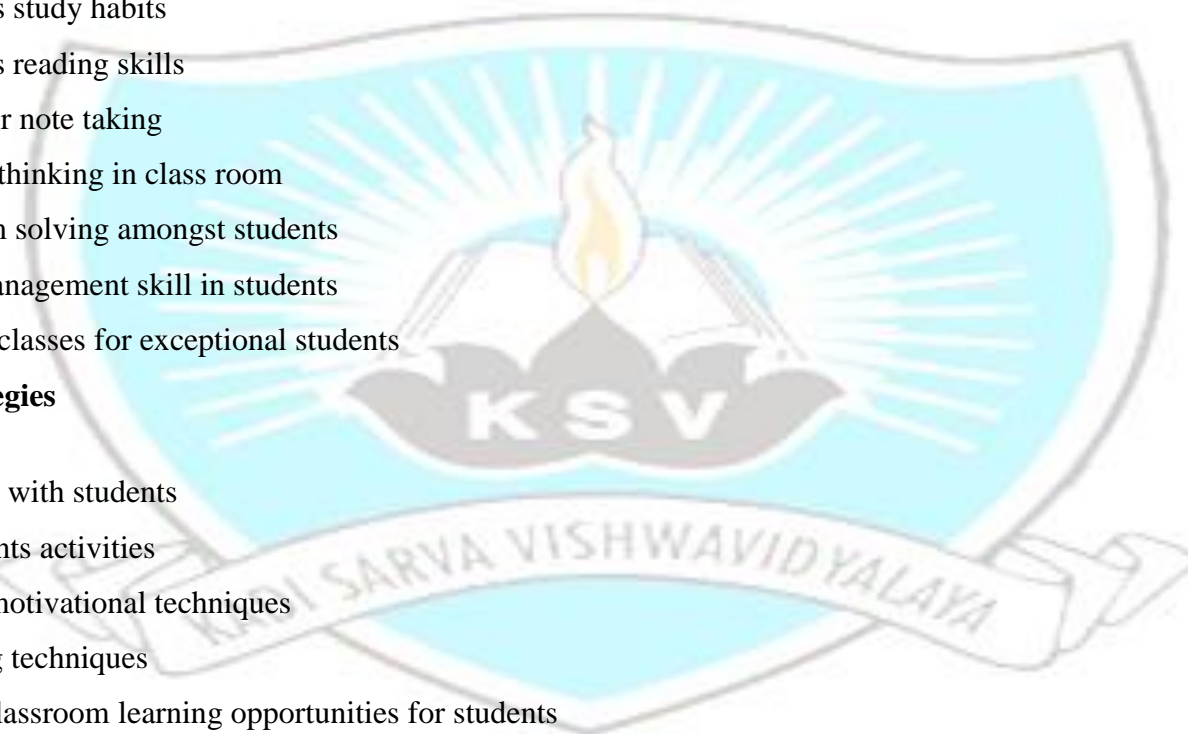 s study habits
s reading skills
r note taking
thinking in class room
n solving amongst students
anagement skill in students
classes for exceptional students
egies
with students
nts activities
notivational techniques
g techniques
lassroom learning opportunities for students
KSV
KADI SARVA VISHWAVIDYALAYA